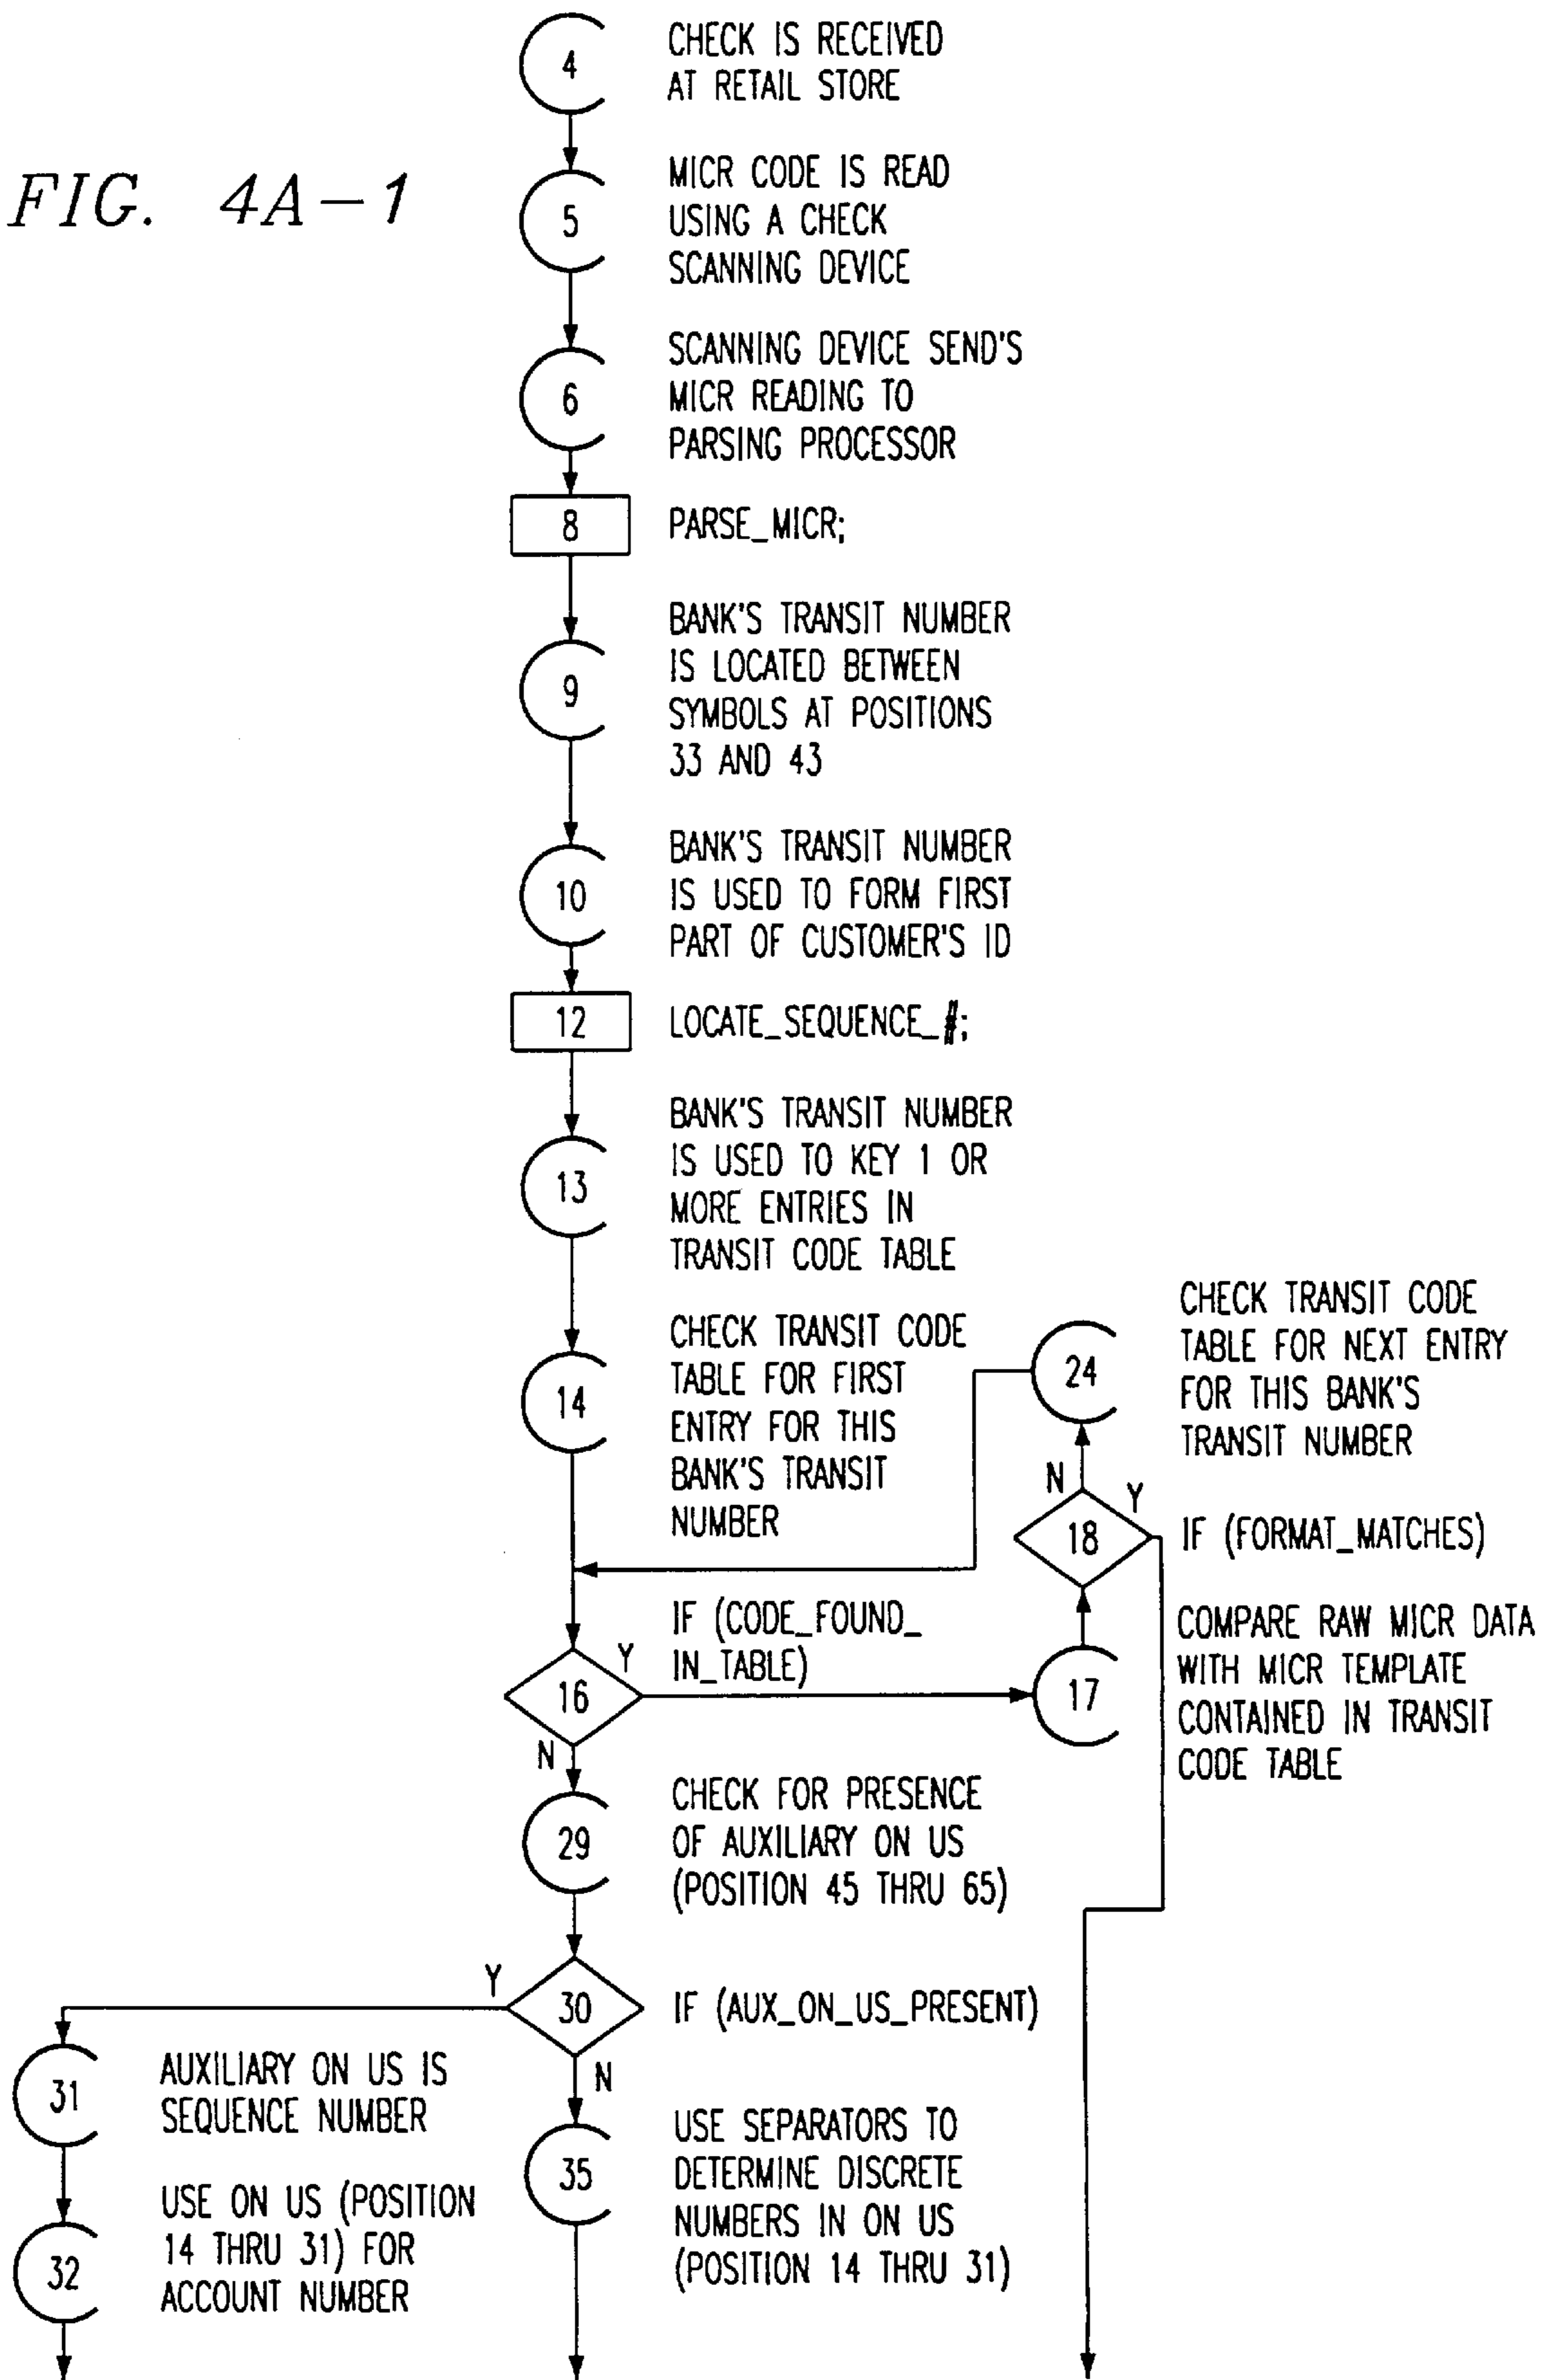 FIG. 4A-1
4
CHECK IS RECEIVED
AT RETAIL STORE
5
MICR CODE IS READ
USING A CHECK
SCANNING DEVICE
6
SCANNING DEVICE SEND'S
MICR READING TO
PARSING PROCESSOR
8
PARSE_MICR;
9
BANK'S TRANSIT NUMBER
IS LOCATED BETWEEN
SYMBOLS AT POSITIONS
33 AND 43
10
BANK'S TRANSIT NUMBER
IS USED TO FORM FIRST
PART OF CUSTOMER'S ID
12
LOCATE_SEQUENCE_#;
13
BANK'S TRANSIT NUMBER
IS USED TO KEY 1 OR
MORE ENTRIES IN
TRANSIT CODE TABLE
14
CHECK TRANSIT CODE
TABLE FOR FIRST
ENTRY FOR THIS
BANK'S TRANSIT
NUMBER
24
CHECK TRANSIT CODE
TABLE FOR NEXT ENTRY
FOR THIS BANK'S
TRANSIT NUMBER
N
Y
18
IF (FORMAT_MATCHES)
16
Y
IF (CODE_FOUND_
IN_TABLE)
17
COMPARE RAW MICR DATA
WITH MICR TEMPLATE
CONTAINED IN TRANSIT
CODE TABLE
N
29
CHECK FOR PRESENCE
OF AUXILIARY ON US
(POSITION 45 THRU 65)
Y
30
IF (AUX_ON_US_PRESENT)
N
31
AUXILIARY ON US IS
SEQUENCE NUMBER
32
USE ON US (POSITION
14 THRU 31) FOR
ACCOUNT NUMBER
35
USE SEPARATORS TO
DETERMINE DISCRETE
NUMBERS IN ON US
(POSITION 14 THRU 31)